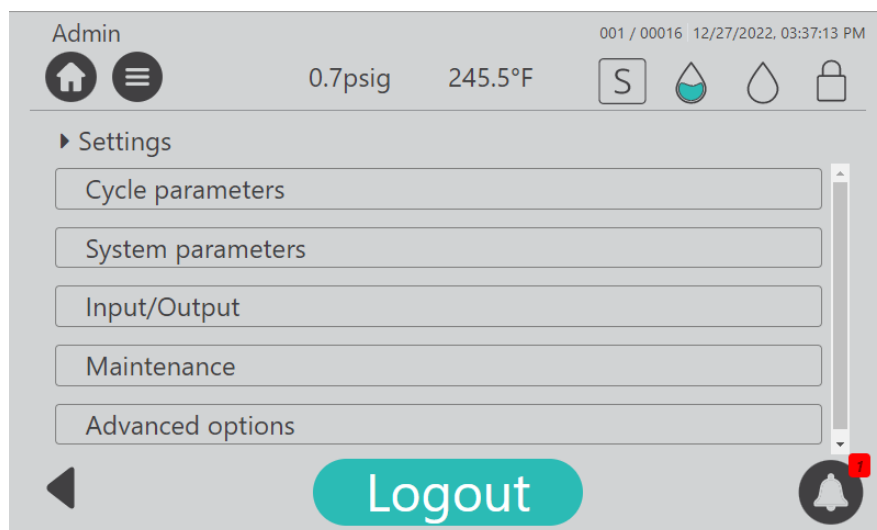 Admin
001 / 00016 12/27/2022, 03:37:13 PM
0.7psig 245.5°F S
Settings
Cycle parameters
System parameters
Input/Output
Maintenance
Advanced options
Logout
1